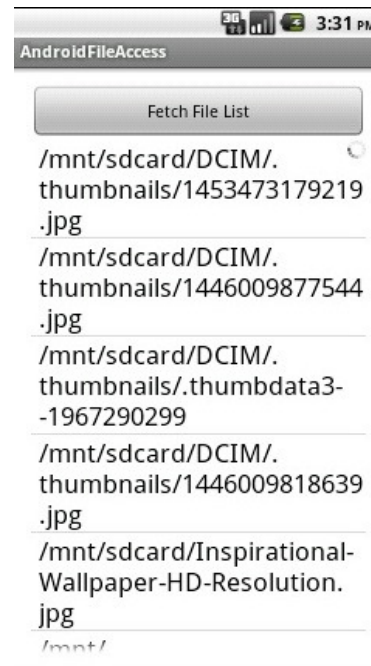 3G 3:31 PM
AndroidFileAccess
Fetch File List
/mnt/sdcard/DCIM/.
thumbnails/1453473179219
.jpg
/mnt/sdcard/DCIM/.
thumbnails/1446009877544
.jpg
/mnt/sdcard/DCIM/.
thumbnails/.thumbdata3-
-1967290299
/mnt/sdcard/DCIM/.
thumbnails/1446009818639
.jpg
/mnt/sdcard/Inspirational-
Wallpaper-HD-Resolution.
jpg
/mnt/